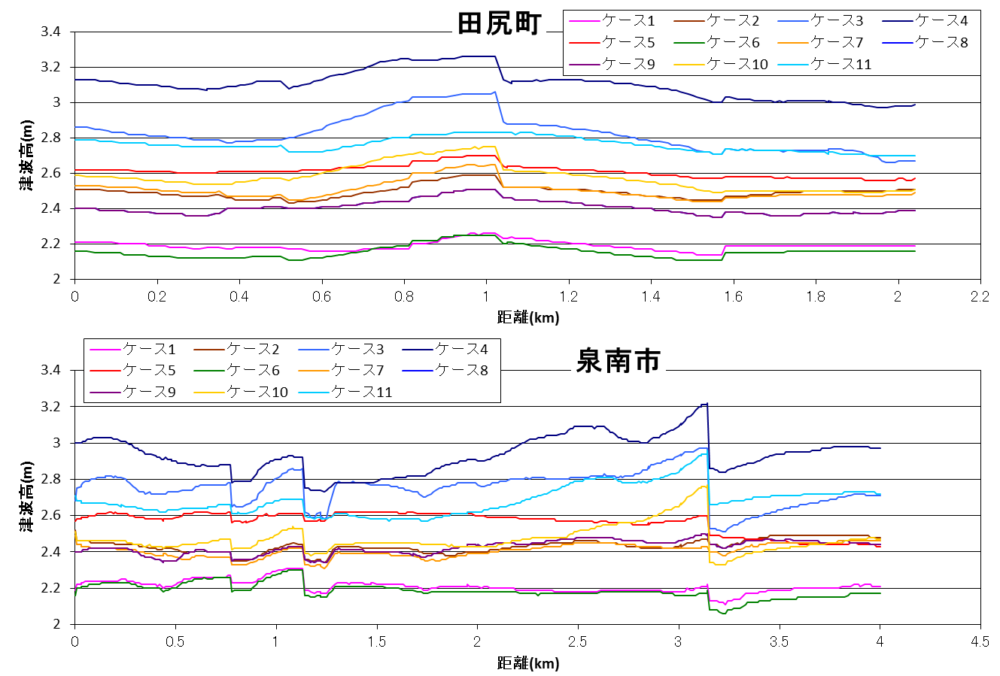 田尻町
ケース1 ケース2 ケース3 ケース4
ケース5 ケース6 ケース7 ケース8
ケース9 ケース10 ケース11
津波高(m)
3.4
3.2
3
2.8
2.6
2.4
2.2
2
0 0.2 0.4 0.6 0.8 1 1.2 1.4 1.6 1.8 2 2.2
距離(km)
泉南市
ケース1 ケース2 ケース3 ケース4
ケース5 ケース6 ケース7 ケース8
ケース9 ケース10 ケース11
津波高(m)
3.4
3.2
3
2.8
2.6
2.4
2.2
2
0 0.5 1 1.5 2 2.5 3 3.5 4 4.5
距離(km)